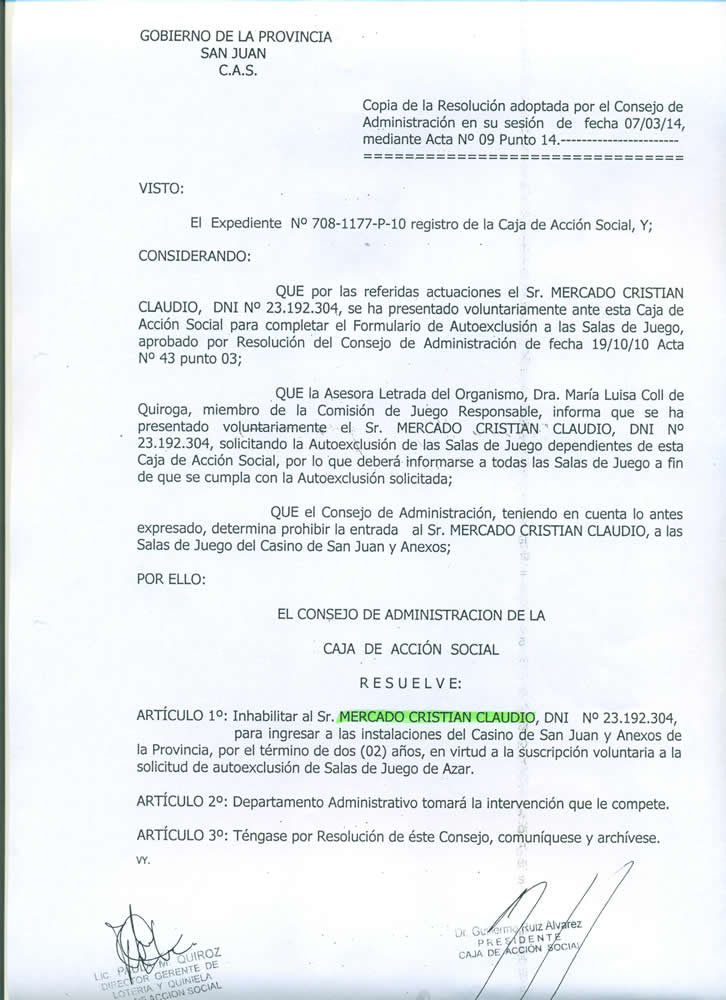 GOBIERNO DE LA PROVINCIA
SAN JUAN
C.A.S.
Copia de la Resolución adoptada por el Consejo de
Administración en su sesión de fecha 07/03/14,
mediante Acta Nº 09 Punto 14.-----------------------
===============================
VISTO:
El Expediente Nº 708-1177-P-10 registro de la Caja de Acción Social, Y;
CONSIDERANDO:
QUE por las referidas actuaciones el Sr. MERCADO CRISTIAN
CLAUDIO, DNI Nº 23.192.304, se ha presentado voluntariamente ante esta Caja de
Acción Social para completar el Formulario de Autoexclusión a las Salas de Juego,
aprobado por Resolución del Consejo de Administración de fecha 19/10/10 Acta
Nº 43 punto 03;
QUE la Asesora Letrada del Organismo, Dra. María Luisa Coll de
Quiroga, miembro de la Comisión de Juego Responsable, informa que se ha
presentado voluntariamente el Sr. MERCADO CRISTIAN CLAUDIO, DNI Nº
23.192.304, solicitando la Autoexclusión de las Salas de Juego dependientes de esta
Caja de Acción Social, por lo que deberá informarse a todas las Salas de Juego a fin
de que se cumpla con la Autoexclusión solicitada;
QUE el Consejo de Administración, teniendo en cuenta lo antes
expresado, determina prohibir la entrada al Sr. MERCADO CRISTIAN CLAUDIO, a las
Salas de Juego del Casino de San Juan y Anexos;
POR ELLO:
EL CONSEJO DE ADMINISTRACION DE LA
CAJA DE ACCIÓN SOCIAL
R E S U E L V E:
ARTÍCULO 1º: Inhabilitar al Sr. MERCADO CRISTIAN CLAUDIO, DNI Nº 23.192.304,
para ingresar a las instalaciones del Casino de San Juan y Anexos de
la Provincia, por el término de dos (02) años, en virtud a la suscripción voluntaria a la
solicitud de autoexclusión de Salas de Juego de Azar.
ARTÍCULO 2º: Departamento Administrativo tomará la intervención que le compete.
ARTÍCULO 3º: Téngase por Resolución de éste Consejo, comuníquese y archívese.
VY.
Dr. Guillermo Ruiz Alvarez
PRESIDENTE
CAJA DE ACCIÓN SOCIAL
LIC. M. QUIROZ
DIRECTOR GERENTE DE
LOTERIA Y QUINIELA
ACCION SOCIAL